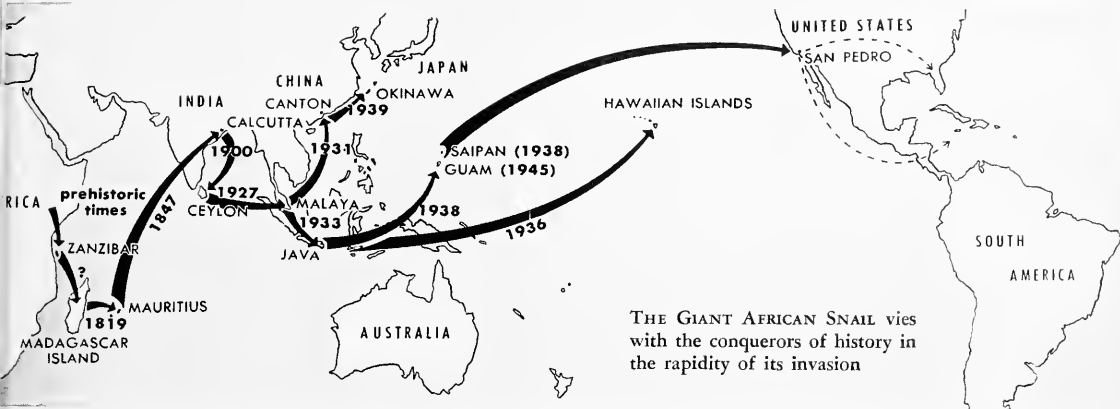 UNITED STATES
SAN PEDRO
JAPAN
CHINA
CANTON
OKINAWA
1939
INDIA
CALCUTTA
HAWAIIAN ISLANDS
1900
1931
SAIPAN (1938)
GUAM (1945)
RICA
prehistoric
times
1847
1927
CEYLON
MALAYA
1933
1938
1936
ZANZIBAR
JAVA
?
MAURITIUS
1819
MADAGASCAR
ISLAND
AUSTRALIA
SOUTH
AMERICA
THE GIANT AFRICAN SNAIL vies
with the conquerors of history in
the rapidity of its invasion